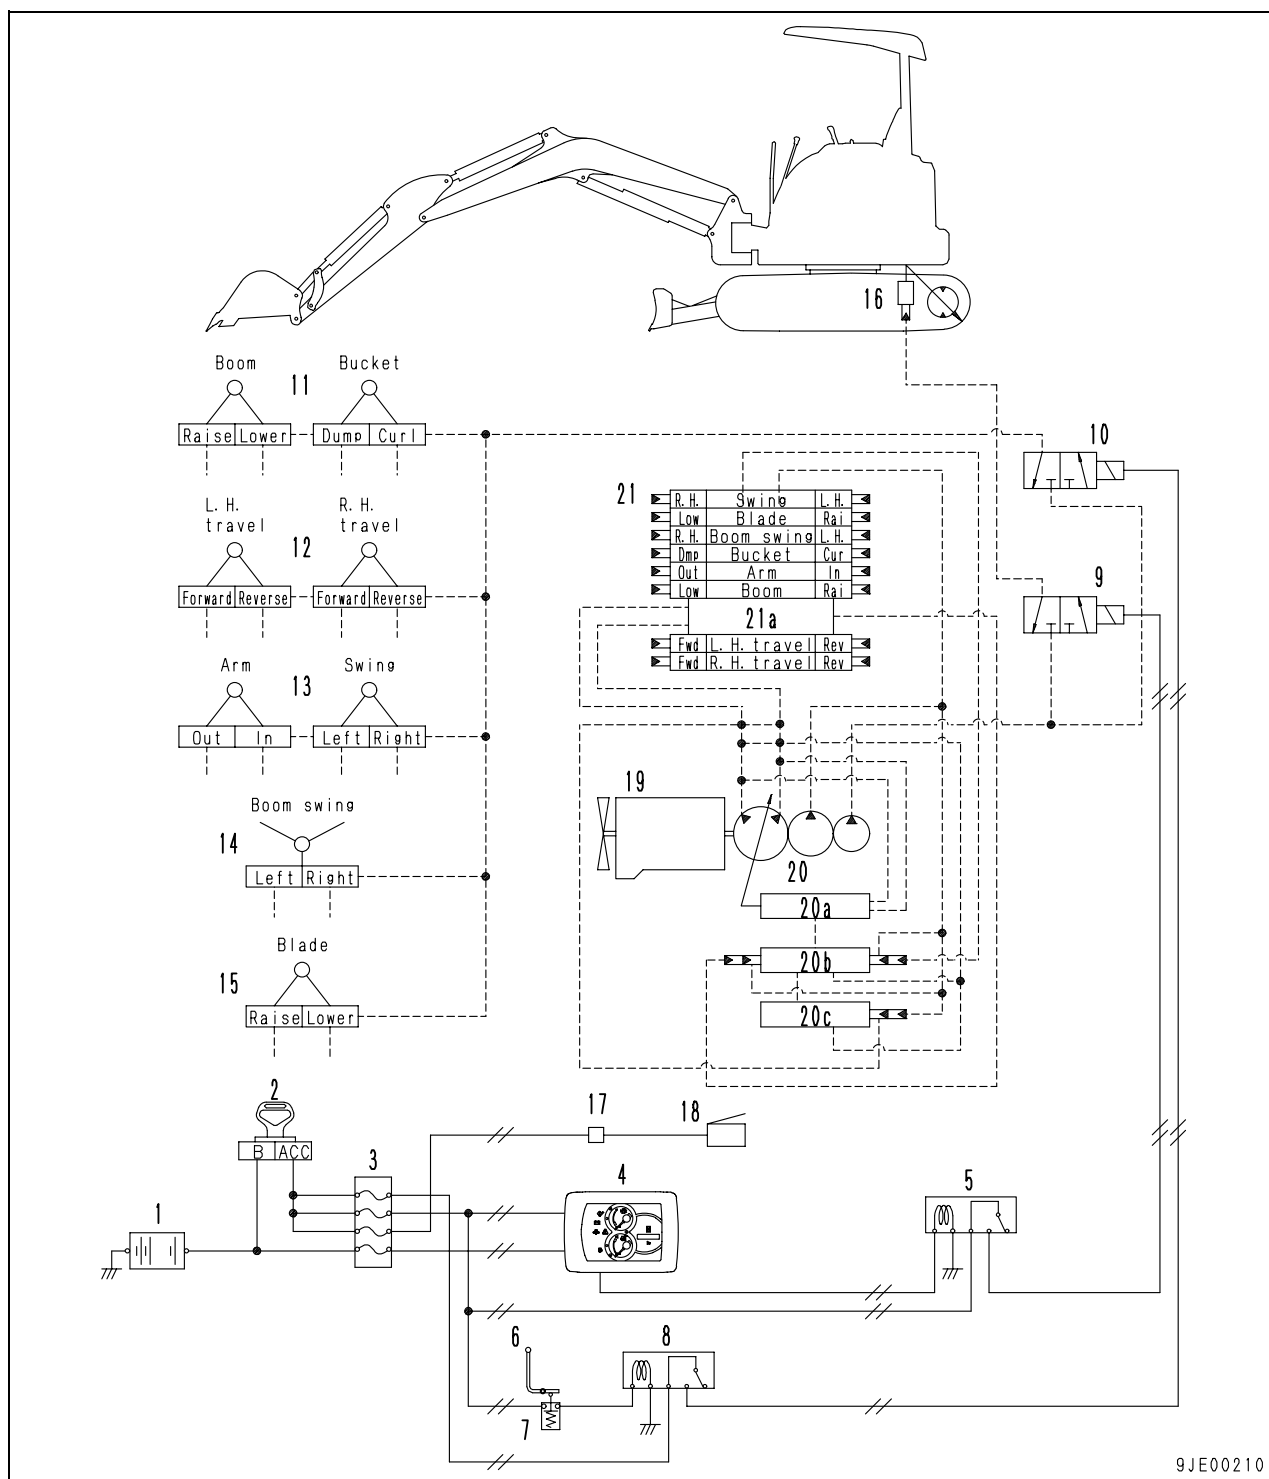 16
Boom
11
Bucket
Raise Lower
Dump Curl
10
L. H. travel
12
R. H. travel
Forward Reverse
Forward Reverse
21
R. H. Swing L. H.
Low Blade Rai
R. H. Boom swing L. H.
Dmp Bucket Cur
Out Arm In
Low Boom Rai
21a
Fwd L. H. travel Rev
Fwd R. H. travel Rev
9
Arm
13
Swing
Out In
Left Right
Boom swing
14
Left Right
19
20
20a
20b
20c
Blade
15
Raise Lower
2
B ACC
17
18
3
4
5
1
6
7
8
9JE00210